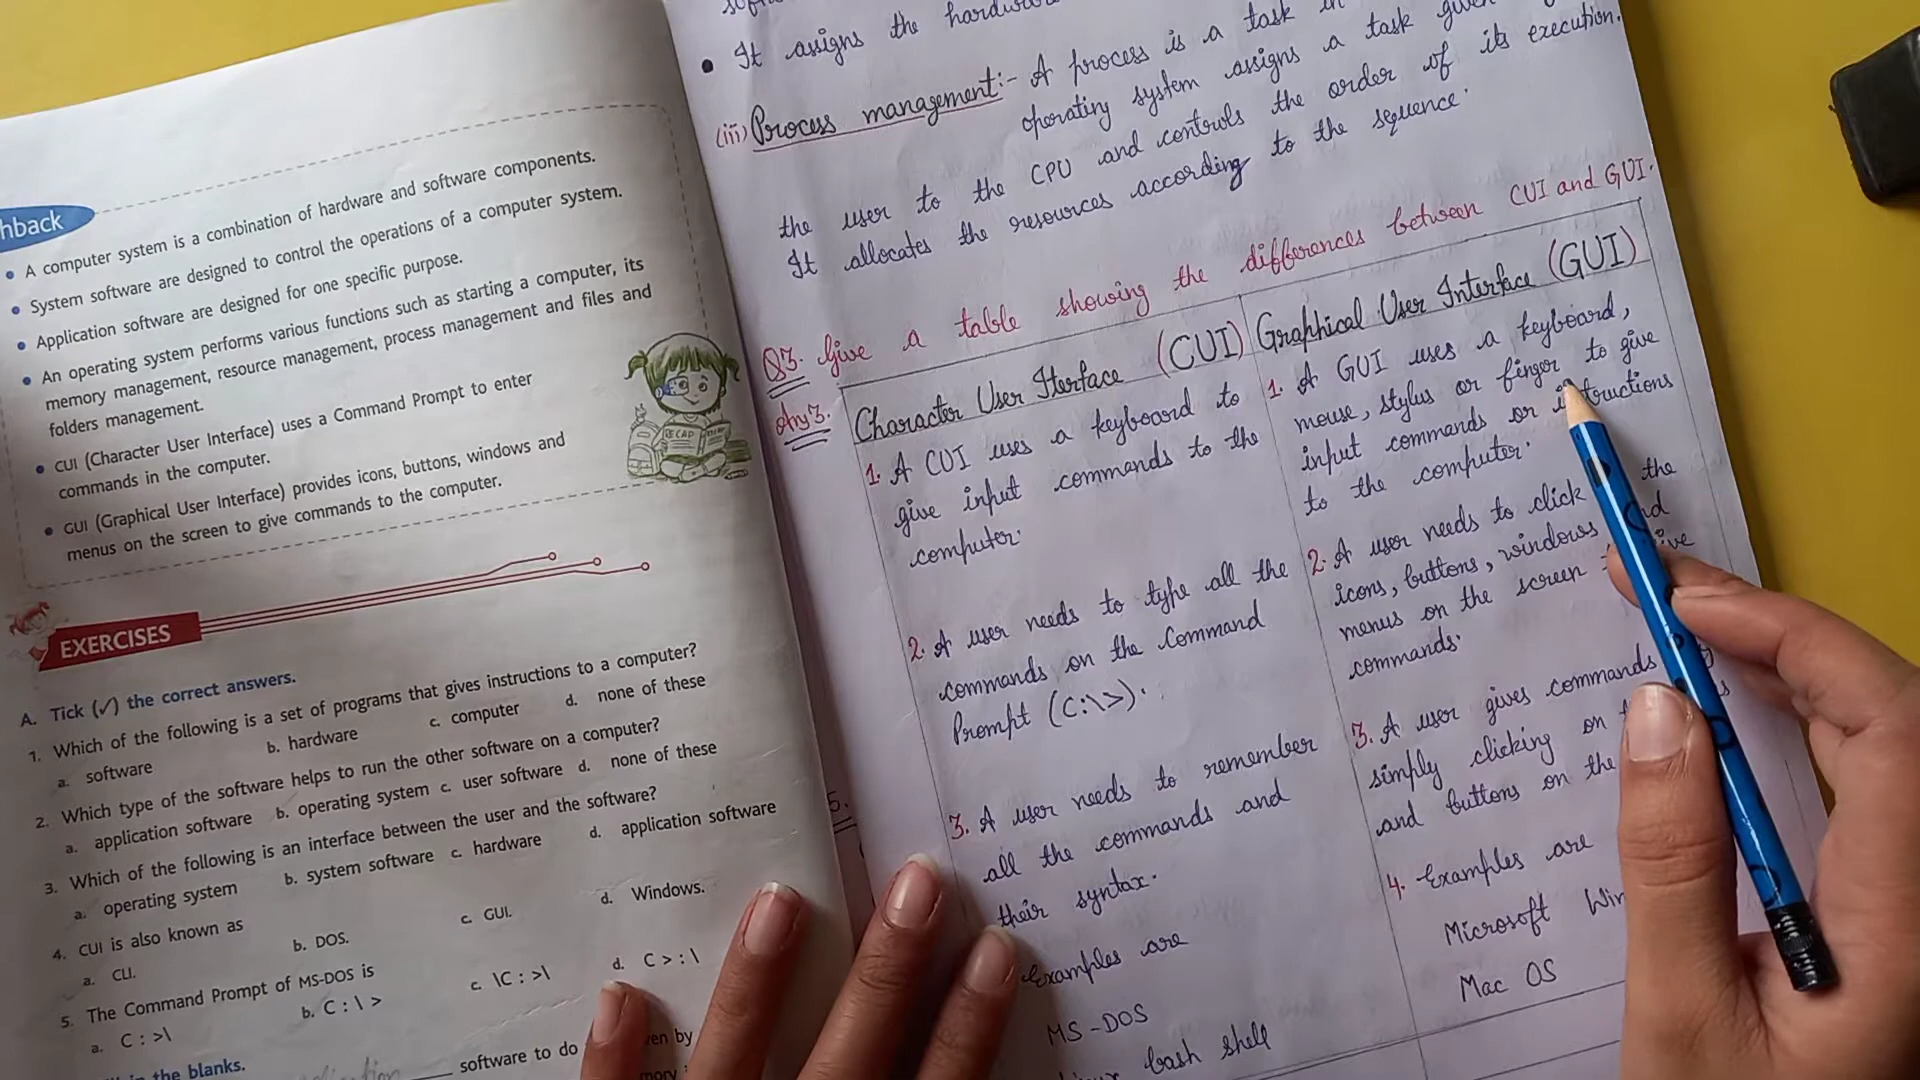 hback
• A computer system is a combination of hardware and software components.
• System software are designed to control the operations of a computer system.
• Application software are designed for one specific purpose.
• An operating system performs various functions such as starting a computer, its
memory management, resource management, process management and files and
folders management.
• CUI (Character User Interface) uses a Command Prompt to enter
commands in the computer.
• GUI (Graphical User Interface) provides icons, buttons, windows and
menus on the screen to give commands to the computer.
RECAP
EXERCISES
A. Tick (✓) the correct answers.
1. Which of the following is a set of programs that gives instructions to a computer?
a. software b. hardware c. computer d. none of these
2. Which type of the software helps to run the other software on a computer?
a. application software b. operating system c. user software d. none of these
3. Which of the following is an interface between the user and the software?
a. operating system b. system software c. hardware d. application software
4. CUI is also known as
a. CLI. b. DOS. c. GUI. d. Windows.
5. The Command Prompt of MS-DOS is
a. C : >\ b. C : \ > c. \C : >\ d. C > : \
the blanks.
software to do en by
• It assigns the hardware
(iii) Process management:- A process is a task in
operating system assigns a task given
the user to the CPU and controls the order of its execution.
It allocates the resources according to the sequence.
Q3. Give a table showing the differences between CUI and GUI.
Ans 3.
Character User Iterface (CUI)
1. A CUI uses a keyboard to
give input commands to the
computer.
2. A user needs to type all the
commands on the Command
Prompt (C:\>).
3. A user needs to remember
all the commands and
their syntax.
Examples are
MS-DOS
bash shell
Graphical User Interface (GUI)
1. A GUI uses a keyboard,
mouse, stylus or finger to give
input commands or instructions
to the computer.
2. A user needs to click the
icons, buttons, windows
menus on the screen
commands.
3. A user gives commands
simply clicking on
and buttons on the
4. Examples are
Microsoft Win
Mac OS
5.